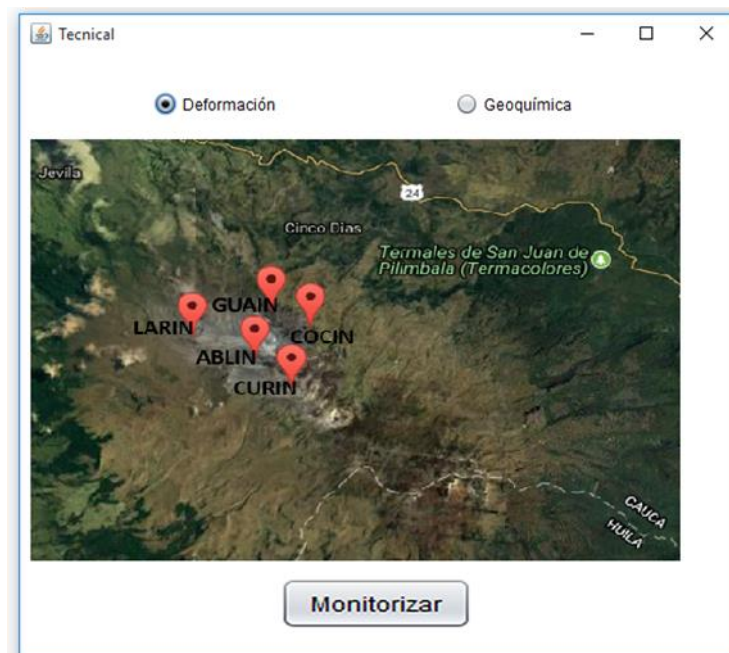 Tecnical
Deformación
Geoquímica
Jevila
24
Cinco Dias
Termales de San Juan de
Pilimbala (Termacolores)
GUAIN
LARIN
COCIN
ABLIN
CURIN
CAUCA
HUILA
Monitorizar